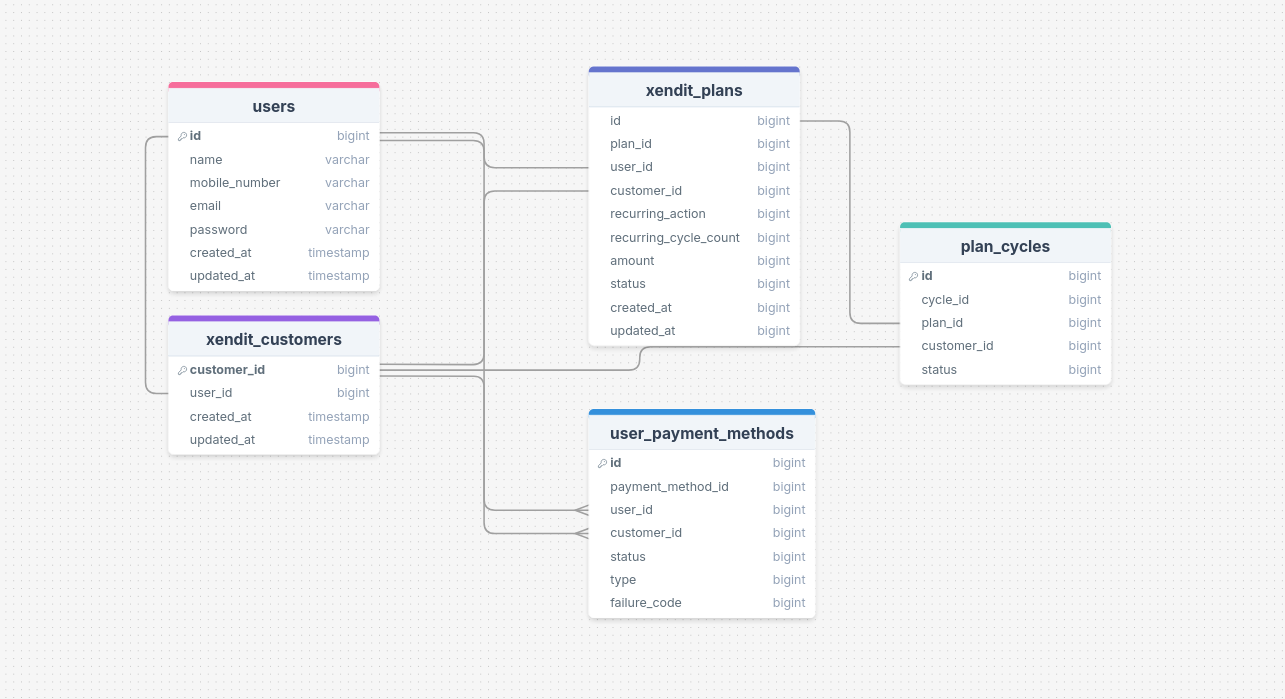 users
id bigint
name varchar
mobile_number varchar
email varchar
password varchar
created_at timestamp
updated_at timestamp
xendit_customers
customer_id bigint
user_id bigint
created_at timestamp
updated_at timestamp
xendit_plans
id bigint
plan_id bigint
user_id bigint
customer_id bigint
recurring_action bigint
recurring_cycle_count bigint
amount bigint
status bigint
created_at bigint
updated_at bigint
user_payment_methods
id bigint
payment_method_id bigint
user_id bigint
customer_id bigint
status bigint
type bigint
failure_code bigint
plan_cycles
id bigint
cycle_id bigint
plan_id bigint
customer_id bigint
status bigint